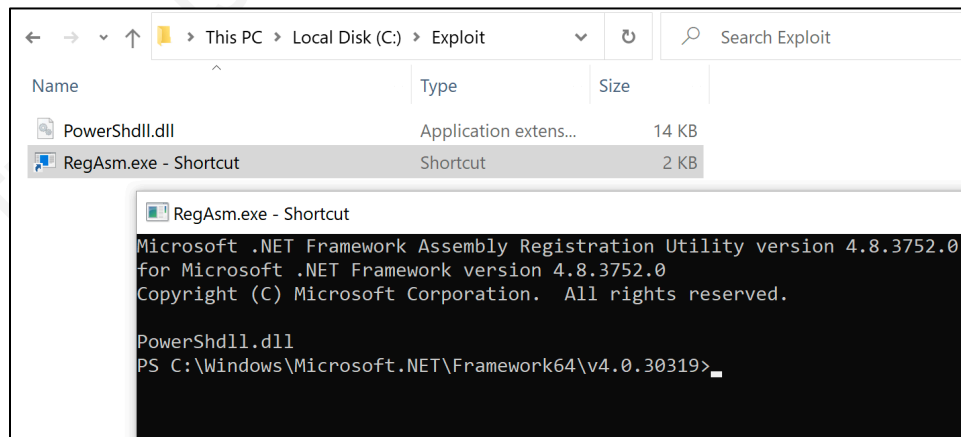 This PC > Local Disk (C:) > Exploit
Search Exploit
Name Type Size
PowerShdll.dll Application extens... 14 KB
RegAsm.exe - Shortcut Shortcut 2 KB
RegAsm.exe - Shortcut
Microsoft .NET Framework Assembly Registration Utility version 4.8.3752.0
for Microsoft .NET Framework version 4.8.3752.0
Copyright (C) Microsoft Corporation.  All rights reserved.
PowerShdll.dll
PS C:\Windows\Microsoft.NET\Framework64\v4.0.30319>